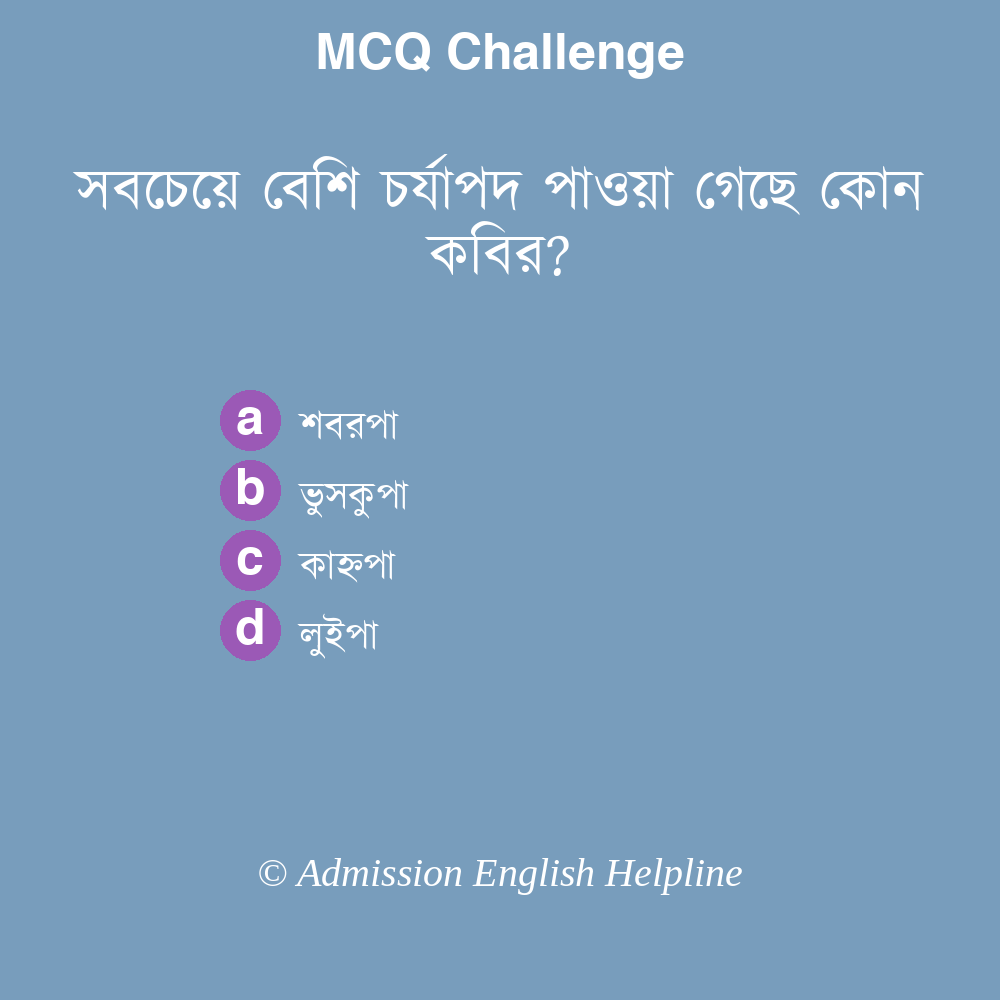 MCQ Challenge
সবচেয়ে বেশি চর্যাপদ পাওয়া গেছে কোন
কবির?
a শবরপা
b ভুসকুপা
c কাহ্নপা
d লুইপা
© Admission English Helpline